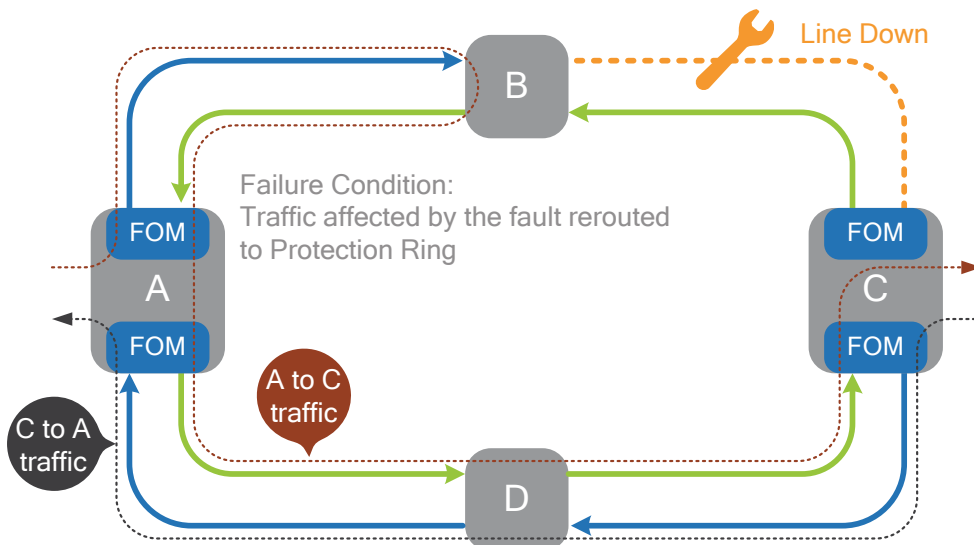 Line Down
B
Failure Condition:
Traffic affected by the fault rerouted
to Protection Ring
FOM
A
FOM
FOM
C
FOM
A to C
traffic
C to A
traffic
D